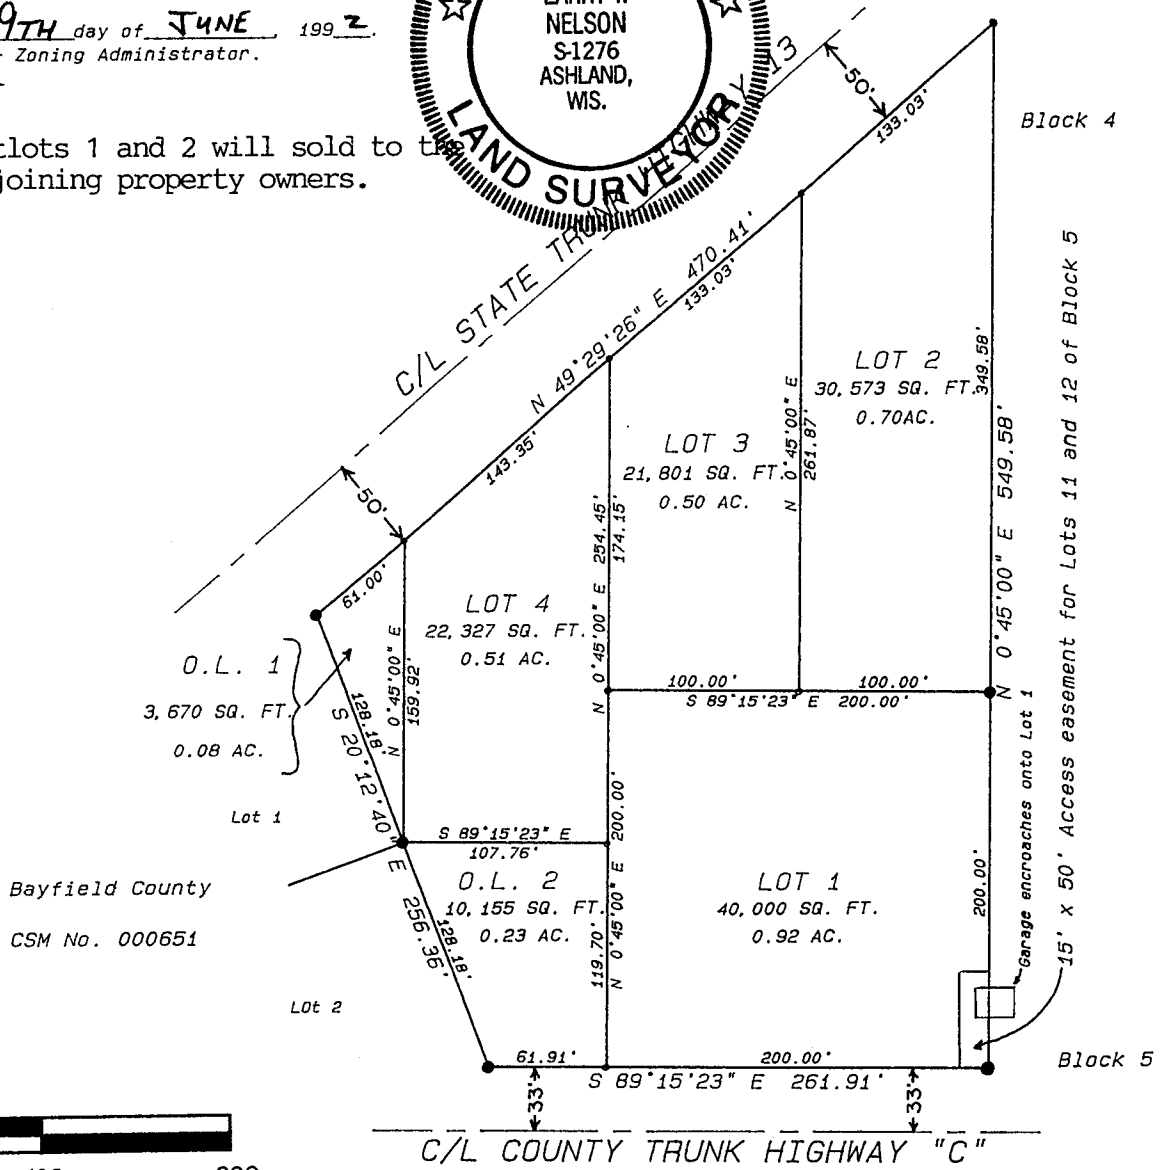 9TH day of JUNE, 1992.
Zoning Administrator.
NELSON
S-1276
ASHLAND,
WIS.
LAND SURVEYOR
tlots 1 and 2 will sold to the
joining property owners.
C/L STATE TRUNK HIGHWAY 13
50'
133.03'
Block 4
N 49°29'26" E 470.41'
133.03'
143.35'
50'
61.00'
LOT 2
30,573 SQ. FT.
0.70AC.
349.58'
N 0°45'00" E 549.58'
LOT 3
21,801 SQ. FT.
0.50 AC.
N 0°45'00" E
261.87'
N 0°45'00" E 254.45'
174.15'
LOT 4
22,327 SQ. FT.
0.51 AC.
N 0°45'00" E
159.92'
O.L. 1
3,670 SQ. FT.
0.08 AC.
128.18'
S 20°12'40" E 256.36'
128.18'
100.00'
100.00'
S 89°15'23" E 200.00'
Lot 1
S 89°15'23" E
107.76'
O.L. 2
10,155 SQ. FT.
0.23 AC.
200.00'
N 0°45'00" E
119.70'
LOT 1
40,000 SQ. FT.
0.92 AC.
200.00'
Garage encroaches onto Lot 1
15' x 50' Access easement for Lots 11 and 12 of Block 5
Bayfield County
CSM No. 000651
Lot 2
61.91'
200.00'
S 89°15'23" E 261.91'
Block 5
33'
33'
C/L COUNTY TRUNK HIGHWAY "C"